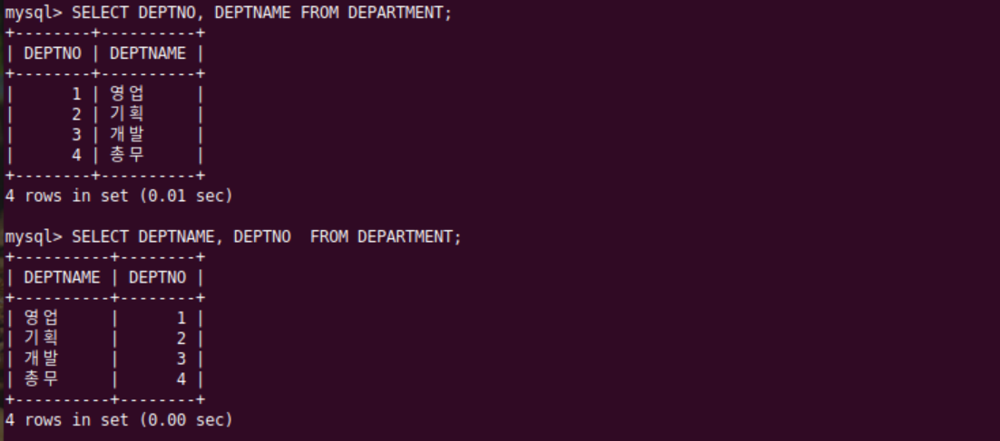 mysql> SELECT DEPTNO, DEPTNAME FROM DEPARTMENT;
+--------+----------+
| DEPTNO | DEPTNAME |
+--------+----------+
|      1 | 영업     |
|      2 | 기획     |
|      3 | 개발     |
|      4 | 총무     |
+--------+----------+
4 rows in set (0.01 sec)

mysql> SELECT DEPTNAME, DEPTNO  FROM DEPARTMENT;
+----------+--------+
| DEPTNAME | DEPTNO |
+----------+--------+
| 영업     |      1 |
| 기획     |      2 |
| 개발     |      3 |
| 총무     |      4 |
+----------+--------+
4 rows in set (0.00 sec)